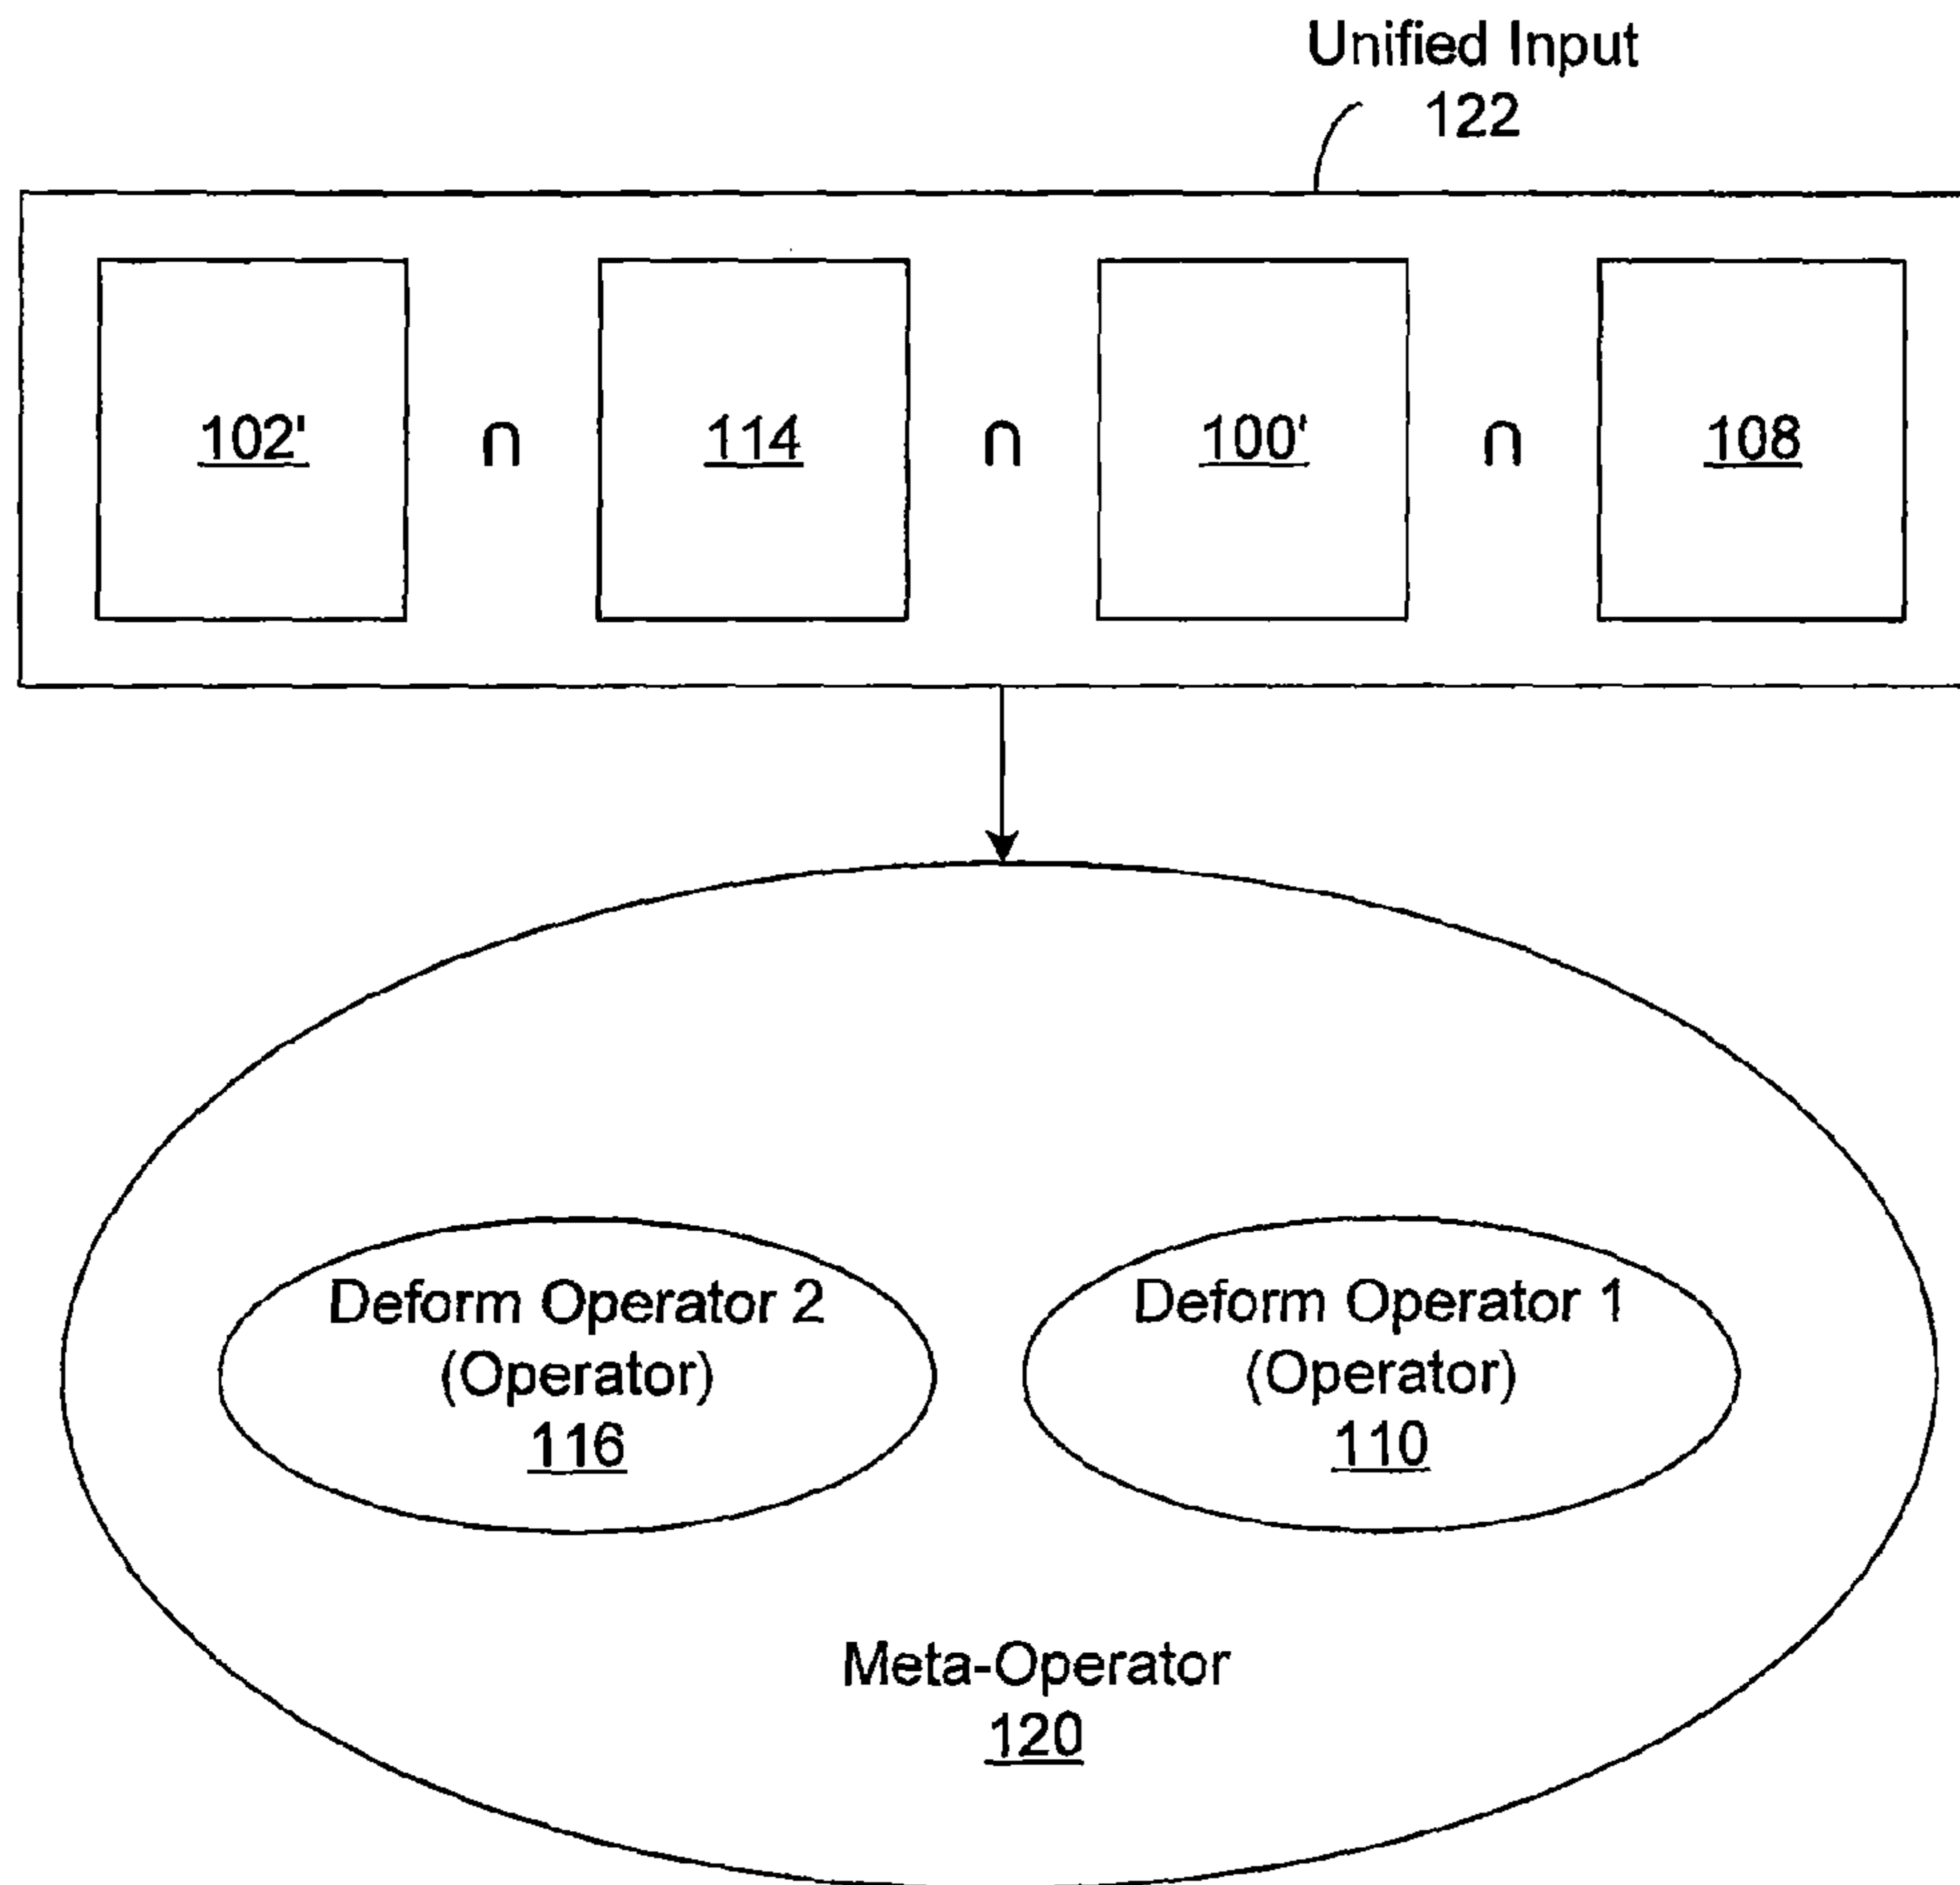 Unified Input
122
102' ∩ 114 ∩ 100' ∩ 108
Deform Operator 2
(Operator)
116
Deform Operator 1
(Operator)
110
Meta-Operator
120